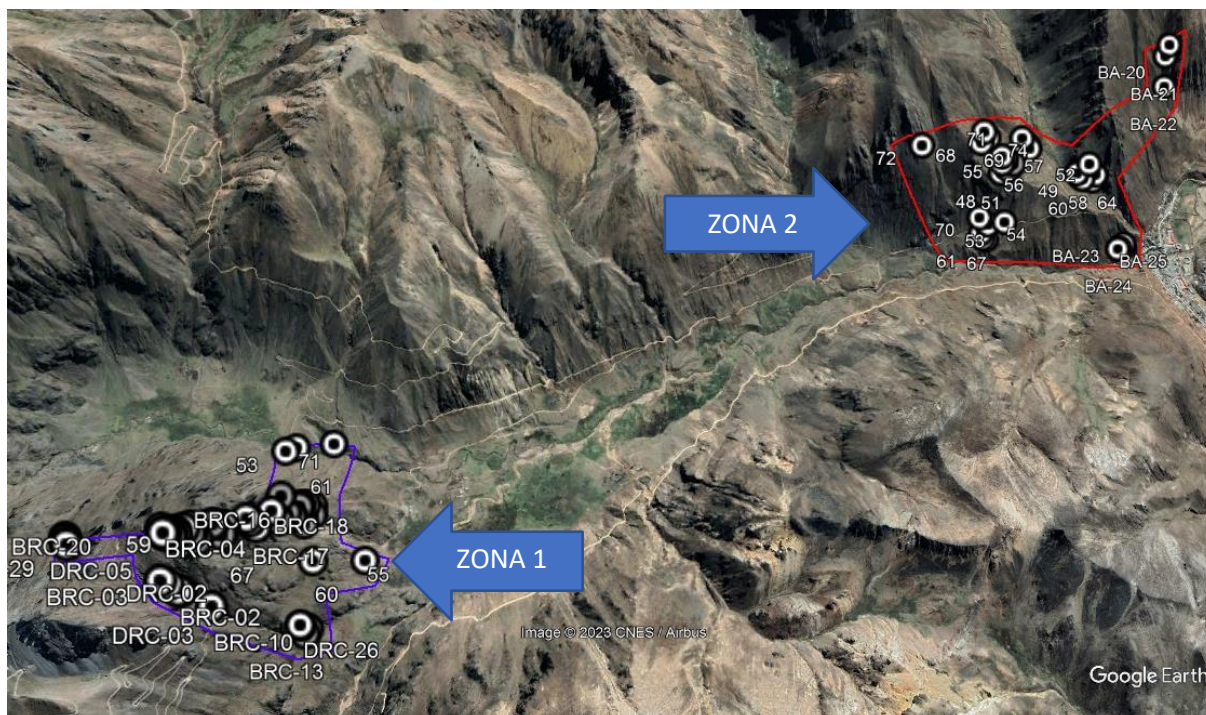 BA-20
BA-21
BA-22
72
68
71
74
69
57
55
56
52
49
58
64
60
48
51
70
53
54
61
67
BA-23
BA-25
BA-24
ZONA 2
53
71
61
BRC-16
BRC-18
BRC-20
59
BRC-04
BRC-17
ZONA 1
29
DRC-05
67
55
BRC-03
DRC-02
60
BRC-02
DRC-03
BRC-10
DRC-26
BRC-13
Image © 2023 CNES / Airbus
Google Earth